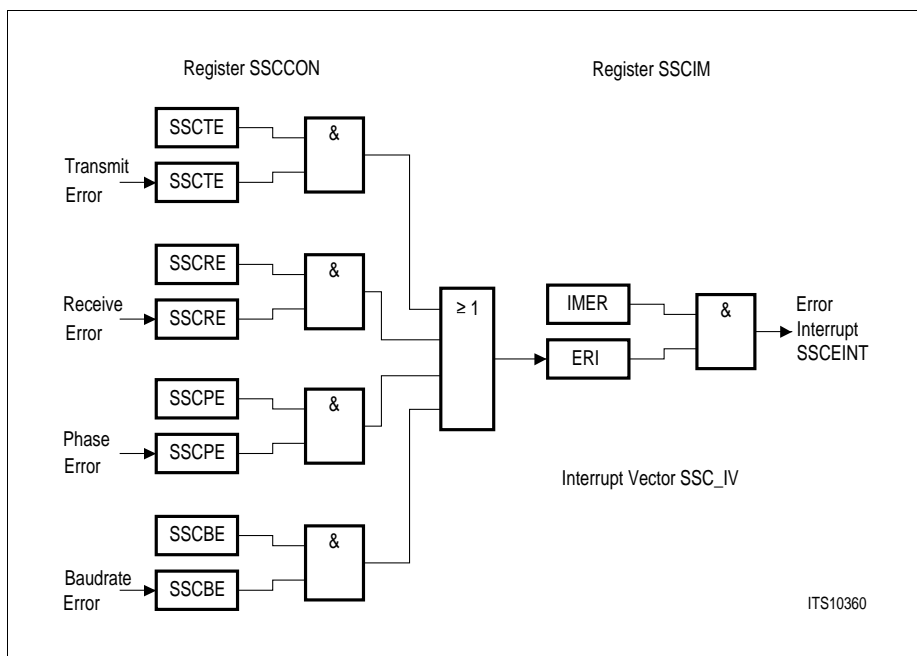 Register SSCCON
Register SSCIM
SSCTE
&
Transmit
Error
SSCTE
SSCRE
&
Receive
Error
SSCRE
≥ 1
IMER
&
Error
Interrupt
SSCEINT
ERI
SSCPE
&
Phase
Error
SSCPE
Interrupt Vector SSC_IV
SSCBE
&
Baudrate
Error
SSCBE
ITS10360